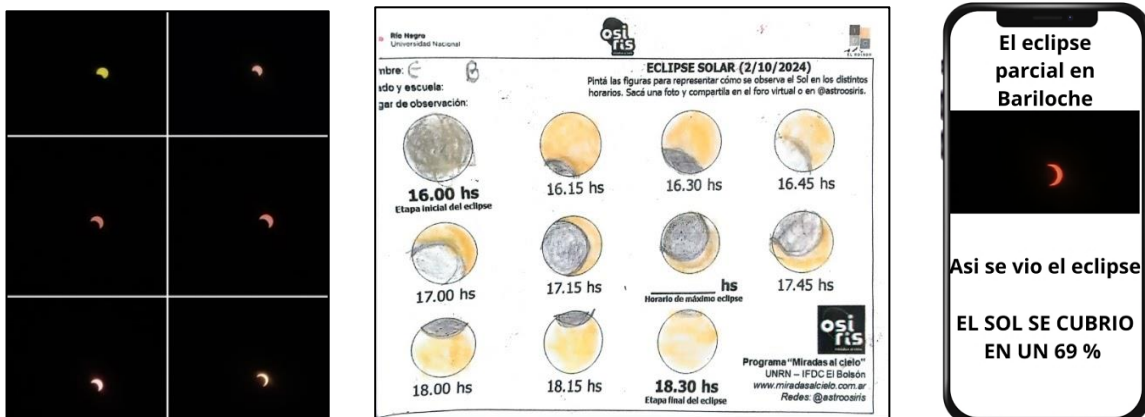 Río Negro
Universidad Nacional
osi
ris
EL BOLSÓN
mbre: E B
ado y escuela:
gar de observación:
ECLIPSE SOLAR (2/10/2024)
Pintá las figuras para representar cómo se observa el Sol en los distintos
horarios. Sacá una foto y compartila en el foro virtual o en @astroosiris.
16.00 hs
Etapa inicial del eclipse
16.15 hs
16.30 hs
16.45 hs
17.00 hs
17.15 hs
hs
Horario de máximo eclipse
17.45 hs
18.00 hs
18.15 hs
18.30 hs
Etapa final del eclipse
osi
ris
Programa “Miradas al cielo”
UNRN – IFDC El Bolsón
www.miradasalcielo.com.ar
Redes: @astroosiris
El eclipse
parcial en
Bariloche
Asi se vio el eclipse
EL SOL SE CUBRIO
EN UN 69 %